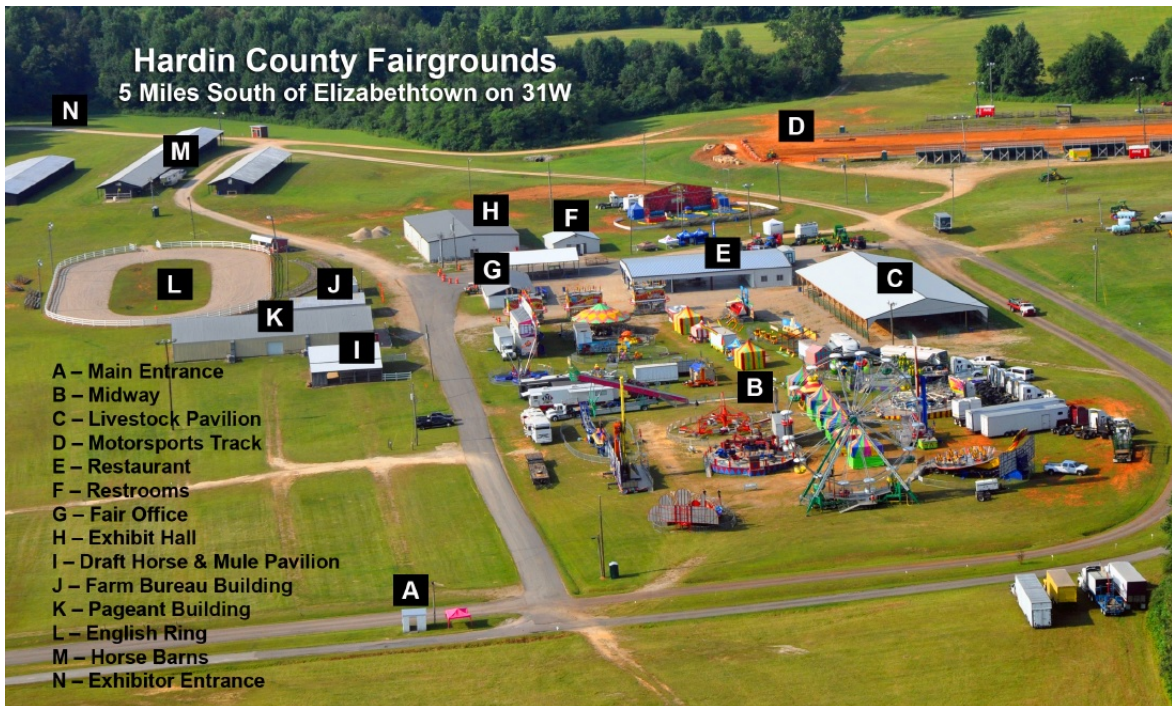 Hardin County Fairgrounds
5 Miles South of Elizabethtown on 31W
N
M
D
H
F
G
E
C
L
J
K
I
B
A
A – Main Entrance
B – Midway
C – Livestock Pavilion
D – Motorsports Track
E – Restaurant
F – Restrooms
G – Fair Office
H – Exhibit Hall
I – Draft Horse & Mule Pavilion
J – Farm Bureau Building
K – Pageant Building
L – English Ring
M – Horse Barns
N – Exhibitor Entrance